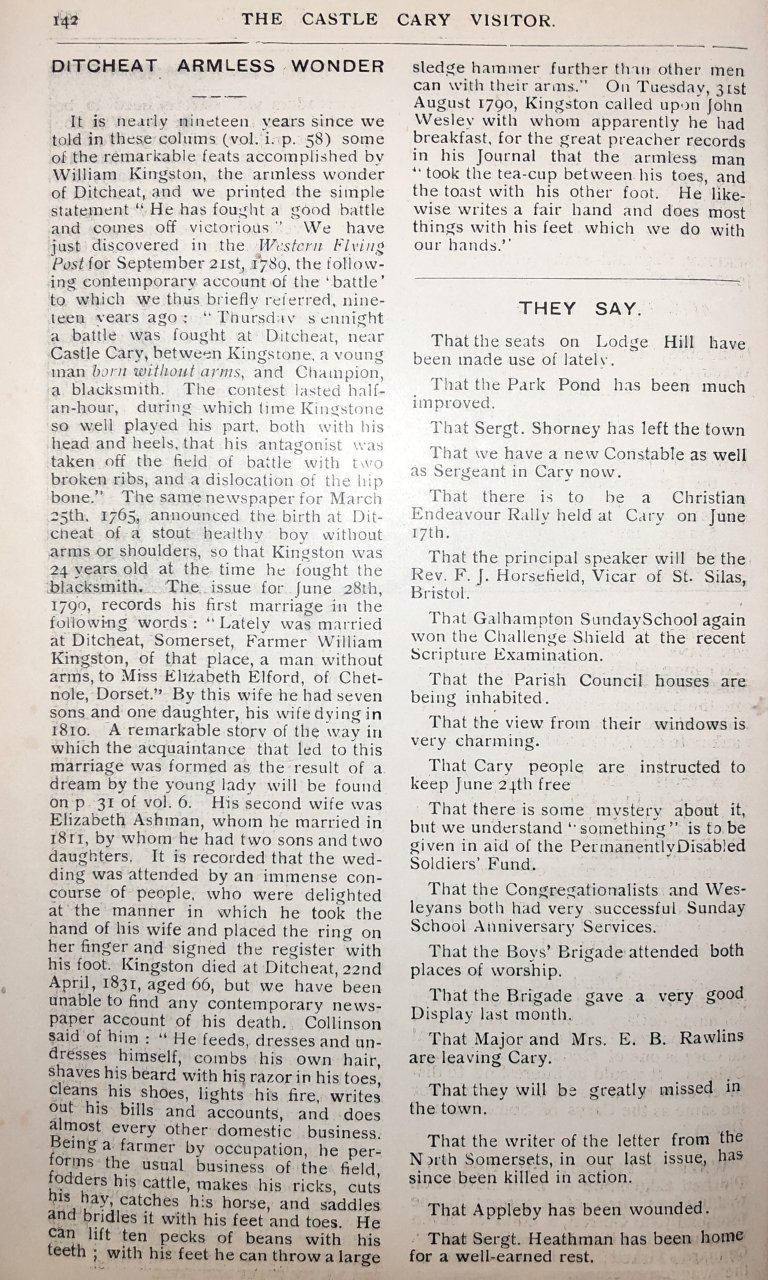 142
THE CASTLE CARY VISITOR.
DITCHEAT ARMLESS WONDER
It is nearly nineteen years since we
told in these colums (vol. i. p. 58) some
of the remarkable feats accomplished by
William Kingston, the armless wonder
of Ditcheat, and we printed the simple
statement “ He has fought a good battle
and comes off victorious ” We have
just discovered in the Western Flying
Post for September 21st, 1789, the follow-
ing contemporary account of the ‘battle’
to which we thus briefly referred, nine-
teen years ago : “ Thursday s’ennight
a battle was fought at Ditcheat, near
Castle Cary, between Kingstone, a young
man born without arms, and Champion,
a blacksmith. The contest lasted half-
an-hour, during which time Kingstone
so well played his part, both with his
head and heels, that his antagonist was
taken off the field of battle with two
broken ribs, and a dislocation of the hip
bone.” The same newspaper for March
25th, 1765, announced the birth at Dit-
cheat of a stout healthy boy without
arms or shoulders, so that Kingston was
24 years old at the time he fought the
blacksmith. The issue for June 28th,
1790, records his first marriage in the
following words : “ Lately was married
at Ditcheat, Somerset, Farmer William
Kingston, of that place, a man without
arms, to Miss Elizabeth Elford, of Chet-
nole, Dorset.” By this wife he had seven
sons and one daughter, his wife dying in
1810. A remarkable story of the way in
which the acquaintance that led to this
marriage was formed as the result of a
dream by the young lady will be found
on p 31 of vol. 6. His second wife was
Elizabeth Ashman, whom he married in
1811, by whom he had two sons and two
daughters. It is recorded that the wed-
ding was attended by an immense con-
course of people, who were delighted
at the manner in which he took the
hand of his wife and placed the ring on
her finger and signed the register with
his foot. Kingston died at Ditcheat, 22nd
April, 1831, aged 66, but we have been
unable to find any contemporary news-
paper account of his death. Collinson
said of him : “ He feeds, dresses and un-
dresses himself, combs his own hair,
shaves his beard with his razor in his toes,
cleans his shoes, lights his fire, writes
out his bills and accounts, and does
almost every other domestic business.
Being a farmer by occupation, he per-
forms the usual business of the field,
fodders his cattle, makes his ricks, cuts
his hay, catches his horse, and saddles
and bridles it with his feet and toes. He
can lift ten pecks of beans with his
teeth ; with his feet he can throw a large
sledge hammer further than other men
can with their arms.” On Tuesday, 31st
August 1790, Kingston called upon John
Wesley with whom apparently he had
breakfast, for the great preacher records
in his Journal that the armless man
“ took the tea-cup between his toes, and
the toast with his other foot. He like-
wise writes a fair hand and does most
things with his feet which we do with
our hands.”
THEY SAY.
That the seats on Lodge Hill have
been made use of lately.
That the Park Pond has been much
improved.
That Sergt. Shorney has left the town
That we have a new Constable as well
as Sergeant in Cary now.
That there is to be a Christian
Endeavour Rally held at Cary on June
17th.
That the principal speaker will be the
Rev. F. J. Horsefield, Vicar of St. Silas,
Bristol.
That Galhampton Sunday School again
won the Challenge Shield at the recent
Scripture Examination.
That the Parish Council houses are
being inhabited.
That the view from their windows is
very charming.
That Cary people are instructed to
keep June 24th free
That there is some mystery about it,
but we understand “ something ” is to be
given in aid of the Permanently Disabled
Soldiers’ Fund.
That the Congregationalists and Wes-
leyans both had very successful Sunday
School Anniversary Services.
That the Boys’ Brigade attended both
places of worship.
That the Brigade gave a very good
Display last month.
That Major and Mrs. E. B. Rawlins
are leaving Cary.
That they will be greatly missed in
the town.
That the writer of the letter from the
North Somersets, in our last issue, has
since been killed in action.
That Appleby has been wounded.
That Sergt. Heathman has been home
for a well-earned rest.